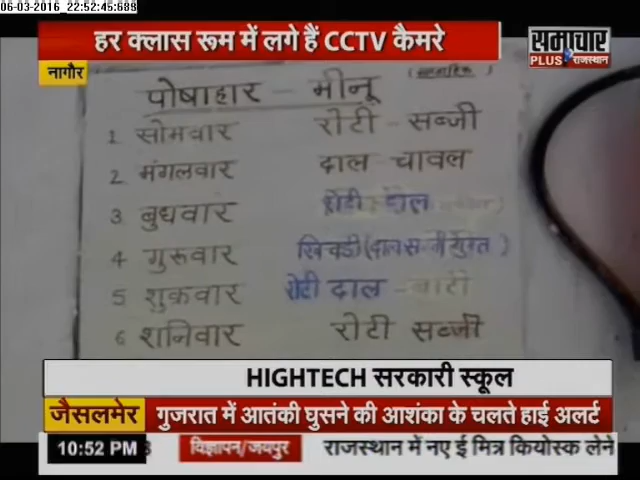 06-03-2016_22:52:45:688
हर क्लास रूम में लगे हैं CCTV कैमरे
समाचार
PLUS राजस्थान
नागौर
पोषाहार - मीनू
1 सोमवार रोटी - सब्जी
2 मंगलवार दाल चावल
3 बुधवार रोटी - दाल
4 गुरूवार खिचडी (दाल सब्जी युक्त)
5 शुक्रवार रोटी दाल - बाटी
6 शनिवार रोटी सब्जी
HIGHTECH सरकारी स्कूल
जैसलमेर गुजरात में आतंकी घुसने की आशंका के चलते हाई अलर्ट
10:52 PM विज्ञापन/जयपुर राजस्थान में नए ई मित्र कियोस्क लेने